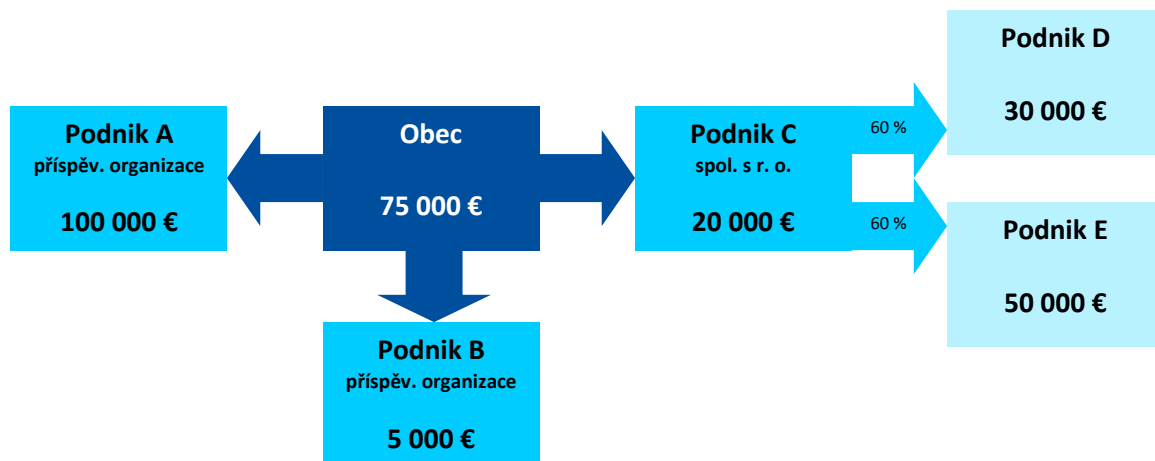 Podnik A
příspěv. organizace
100 000 €
Obec
75 000 €
Podnik B
příspěv. organizace
5 000 €
Podnik C
spol. s r. o.
20 000 €
60 %
60 %
Podnik D
30 000 €
Podnik E
50 000 €